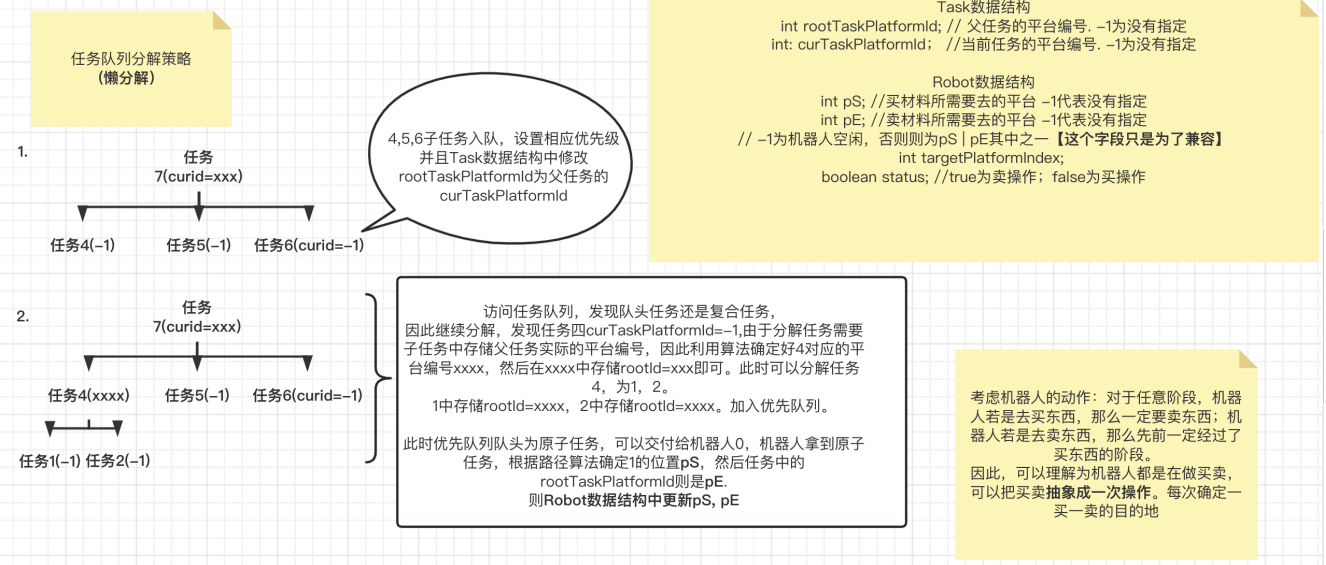 任务队列分解策略
(懒分解)
Task数据结构
int rootTaskPlatformId; // 父任务的平台编号. -1为没有指定
int: curTaskPlatformId； //当前任务的平台编号. -1为没有指定
Robot数据结构
int pS; //买材料所需要去的平台 -1代表没有指定
int pE; //卖材料所需要去的平台 -1代表没有指定
// -1为机器人空闲，否则则为pS | pE其中之一【这个字段只是为了兼容】
int targetPlatformIndex;
boolean status; //true为卖操作；false为买操作
1.
任务
7(curid=xxx)
任务4(-1)
任务5(-1)
任务6(curid=-1)
4,5,6子任务入队，设置相应优先级
并且Task数据结构中修改
rootTaskPlatformId为父任务的
curTaskPlatformId
2.
任务
7(curid=xxx)
任务4(xxxx)
任务5(-1)
任务6(curid=-1)
任务1(-1)
任务2(-1)
访问任务队列，发现队头任务还是复合任务，
因此继续分解，发现任务四curTaskPlatformId=-1,由于分解任务需要
子任务中存储父任务实际的平台编号，因此利用算法确定好4对应的平
台编号xxxx，然后在xxxx中存储rootId=xxx即可。此时可以分解任务
4，为1，2。
1中存储rootId=xxxx，2中存储rootId=xxxx。加入优先队列。
此时优先队列队头为原子任务，可以交付给机器人0，机器人拿到原子
任务，根据路径算法确定1的位置pS，然后任务中的
rootTaskPlatformId则是pE.
则Robot数据结构中更新pS, pE
考虑机器人的动作：对于任意阶段，机器
人若是去买东西，那么一定要卖东西；机
器人若是去卖东西，那么先前一定经过了
买东西的阶段。
因此，可以理解为机器人都是在做买卖，
可以把买卖抽象成一次操作。每次确定一
买一卖的目的地